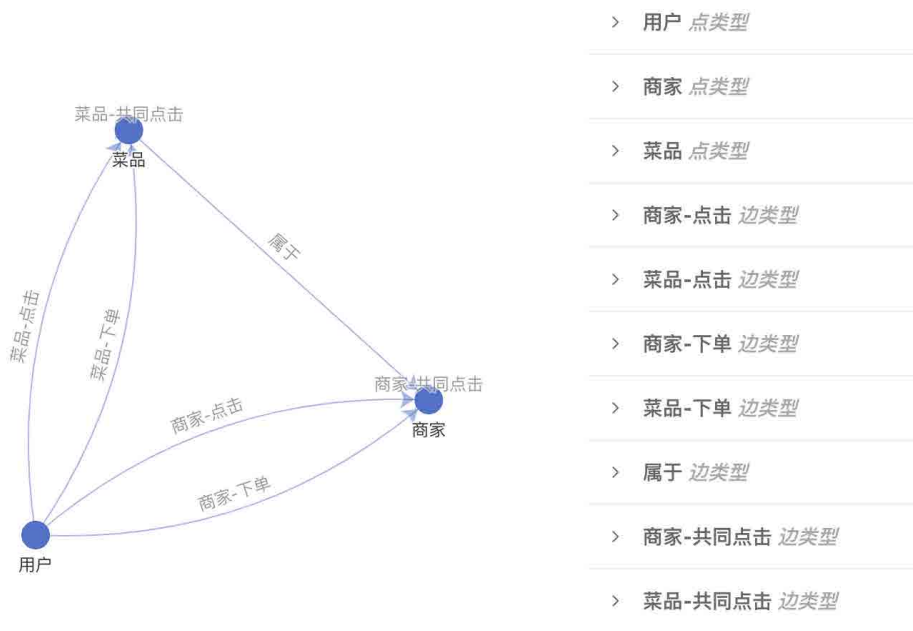 菜品-共同点击
菜品
属于
菜品-点击
菜品-下单
商家-共同点击
商家-点击
商家
商家-下单
用户
用户 点类型
商家 点类型
菜品 点类型
商家-点击 边类型
菜品-点击 边类型
商家-下单 边类型
菜品-下单 边类型
属于 边类型
商家-共同点击 边类型
菜品-共同点击 边类型